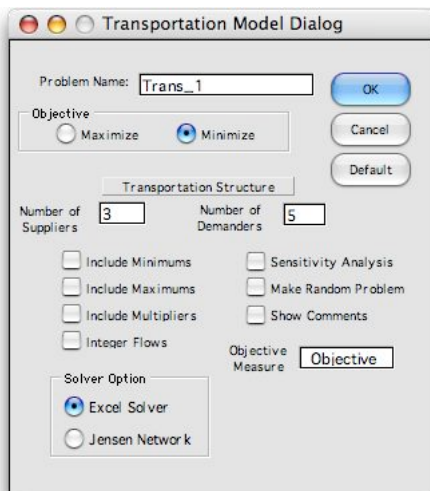 Transportation Model Dialog
Problem Name: Trans_1
OK
Objective
Maximize
Minimize
Cancel
Default
Transportation Structure
Number of Suppliers 3
Number of Demanders 5
Include Minimums
Sensitivity Analysis
Include Maximums
Make Random Problem
Include Multipliers
Show Comments
Integer Flows
Objective Measure Objective
Solver Option
Excel Solver
Jensen Network